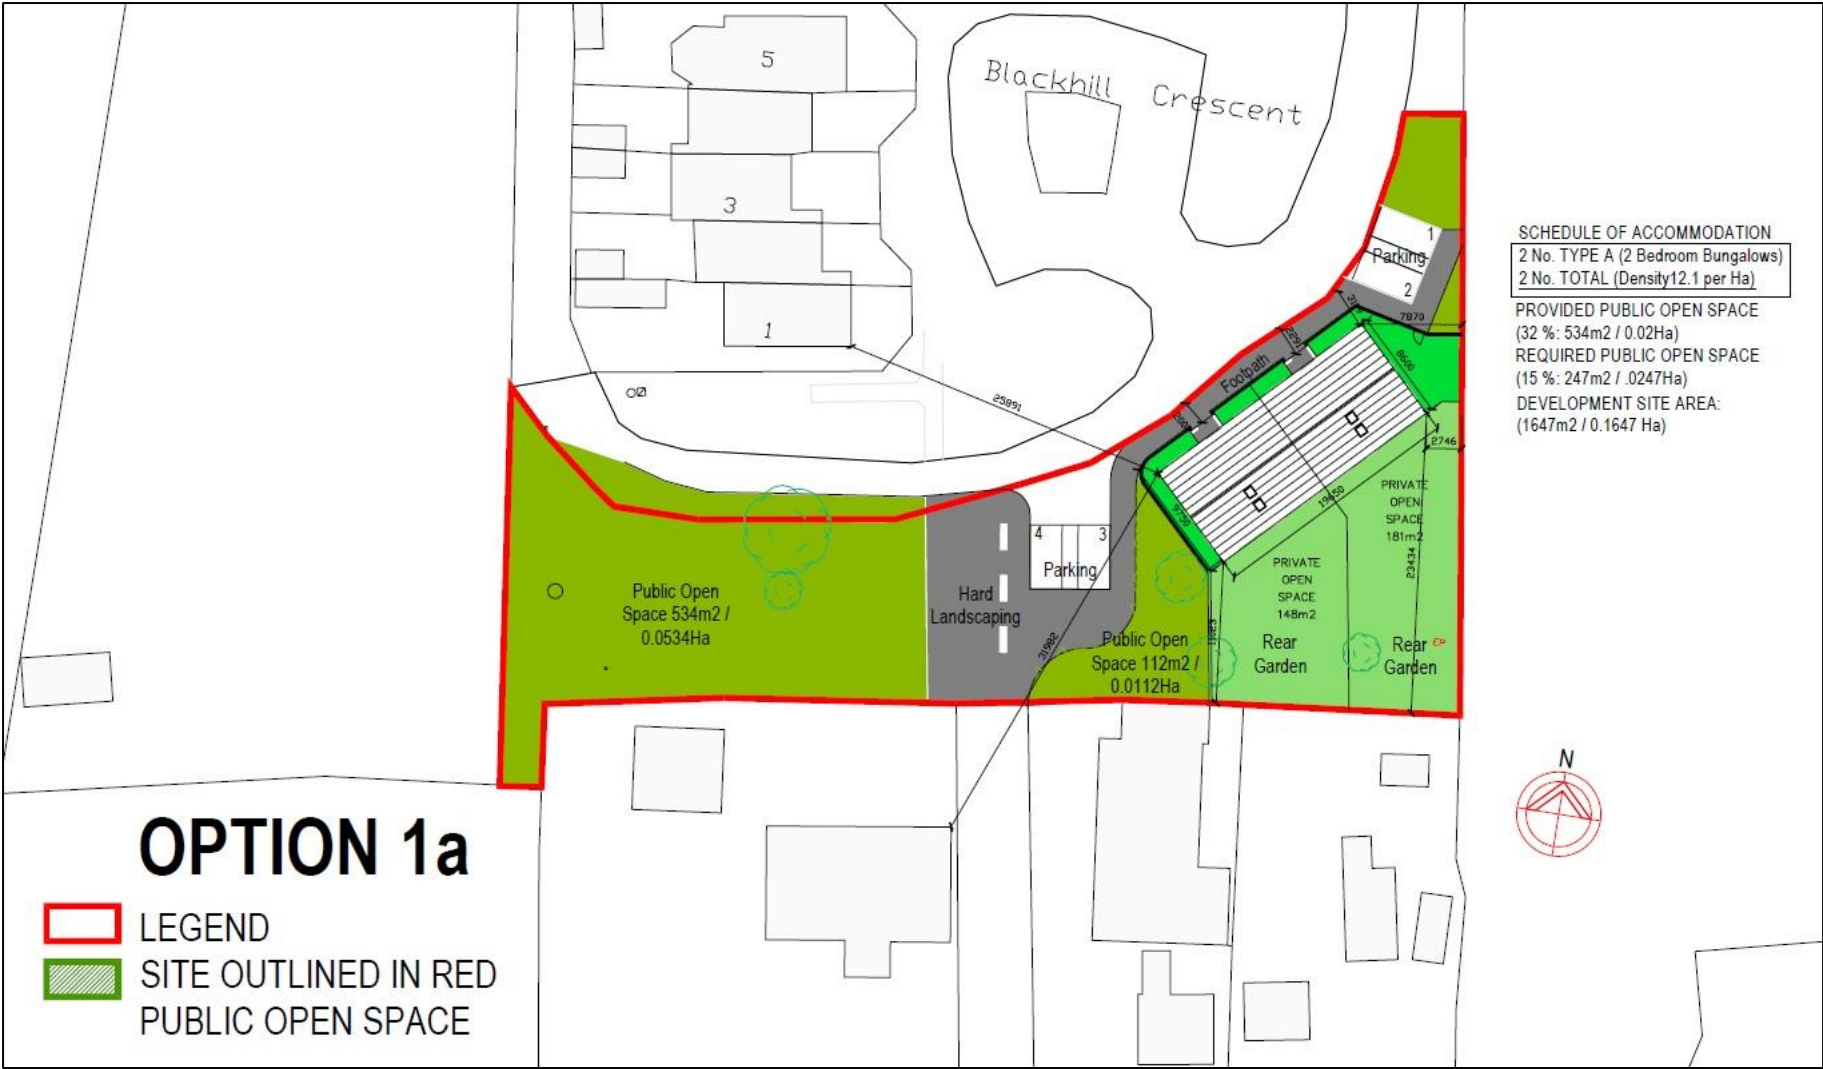 5
Blackhill Crescent
3
1
1
Parking
2
SCHEDULE OF ACCOMMODATION
2 No. TYPE A (2 Bedroom Bungalows)
2 No. TOTAL (Density12.1 per Ha)
PROVIDED PUBLIC OPEN SPACE
(32 %: 534m2 / 0.02Ha)
REQUIRED PUBLIC OPEN SPACE
(15 %: 247m2 / .0247Ha)
DEVELOPMENT SITE AREA:
(1647m2 / 0.1647 Ha)
7870
8600
Footpath
25891
2746
19650
9750
PRIVATE
OPEN
SPACE
181m2
23434
4
3
Parking
PRIVATE
OPEN
SPACE
148m2
Public Open
Space 534m2 /
0.0534Ha
Hard
Landscaping
31982
11023
Public Open
Space 112m2 /
0.0112Ha
Rear
Garden
Rear
Garden
N
OPTION 1a
LEGEND
SITE OUTLINED IN RED
PUBLIC OPEN SPACE